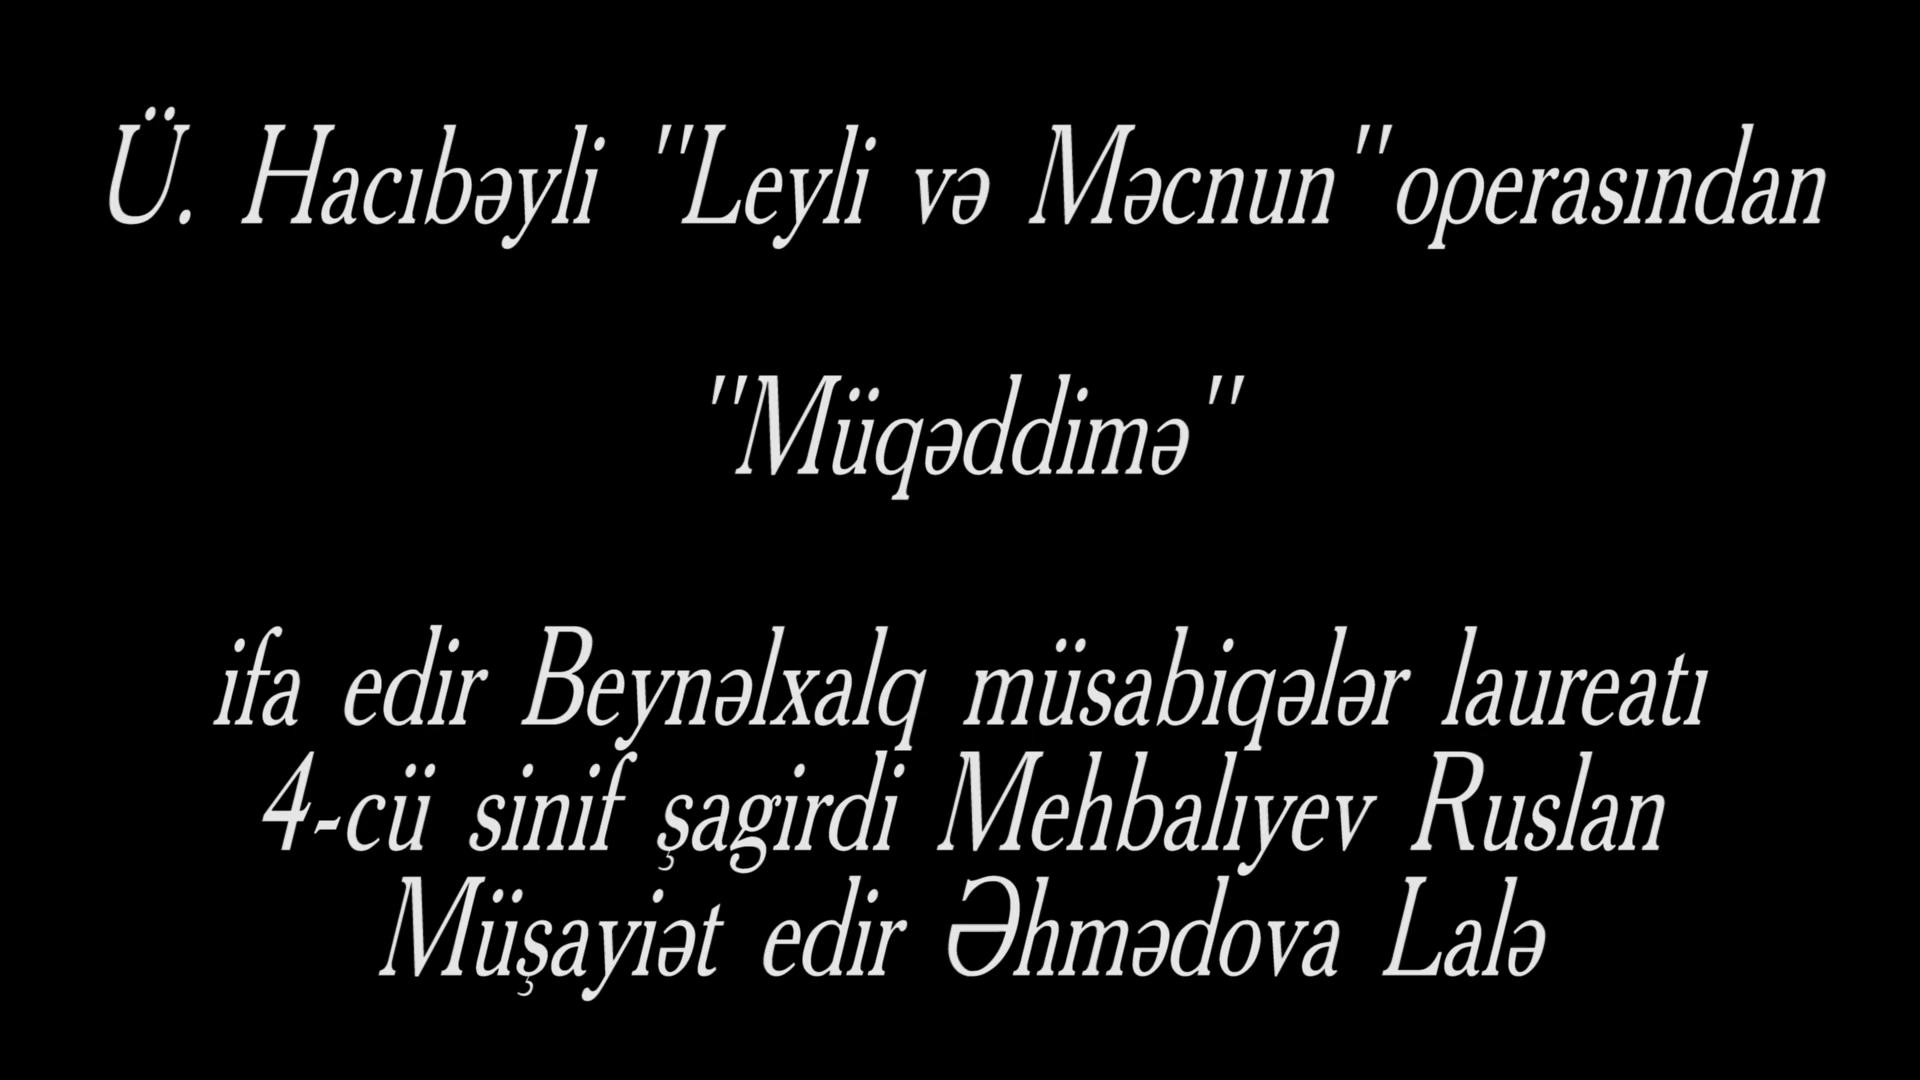 Ü. Hacıbəyli "Leyli və Məcnun"operasından
"Müqəddimə"
ifa edir Beynəlxalq müsabiqələr laureatı
4-cü sinif şagirdi Mehbalıyev Ruslan
Müşayiət edir Əhmədova Lalə